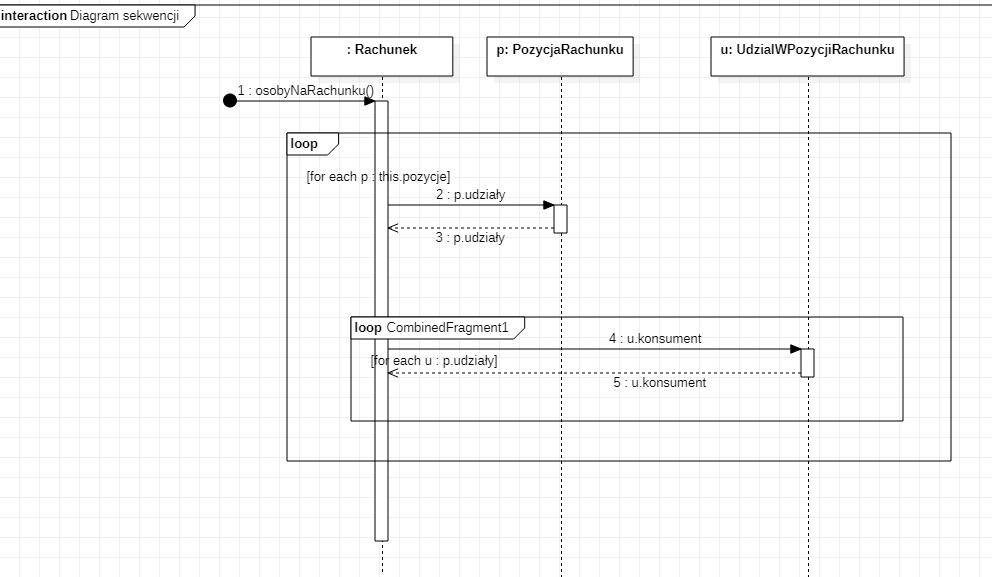 interaction Diagram sekwencji
: Rachunek
p: PozycjaRachunku
u: UdzialWPozycjiRachunku
1 : osobyNaRachunku()
loop
[for each p : this.pozycje]
2 : p.udziały
3 : p.udziały
loop CombinedFragment1
4 : u.konsument
[for each u : p.udziały]
5 : u.konsument